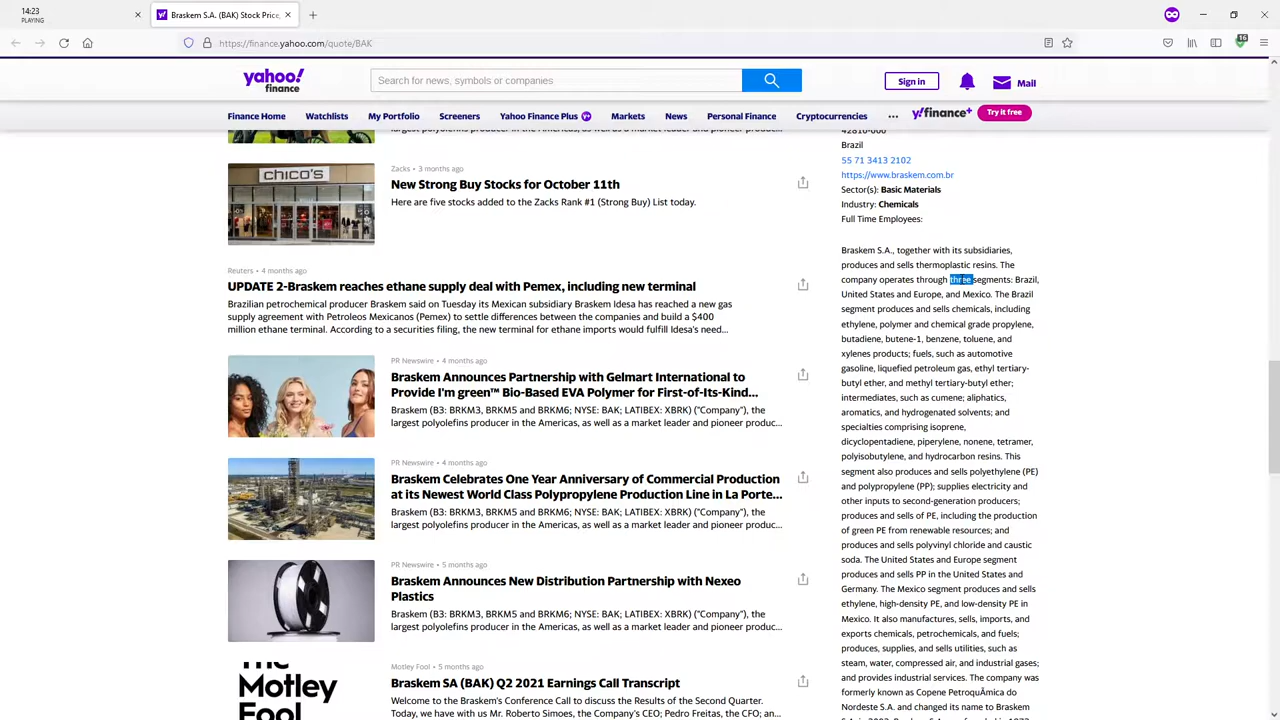 14:23
PLAYING
Braskem S.A. (BAK) Stock Price,
https://finance.yahoo.com/quote/BAK
16
yahoo!
finance
Search for news, symbols or companies
Sign in
Mail
Finance Home
Watchlists
My Portfolio
Screeners
Yahoo Finance Plus
Markets
News
Personal Finance
Cryptocurrencies
...
y!finance+
Try it free
largest polyolefins producer in the Americas, as well as a market leader and pioneer produc...
chico's
Zacks • 3 months ago
New Strong Buy Stocks for October 11th
Here are five stocks added to the Zacks Rank #1 (Strong Buy) List today.
Reuters • 4 months ago
UPDATE 2-Braskem reaches ethane supply deal with Pemex, including new terminal
Brazilian petrochemical producer Braskem said on Tuesday its Mexican subsidiary Braskem Idesa has reached a new gas
supply agreement with Petroleos Mexicanos (Pemex) to settle differences between the companies and build a $400
million ethane terminal. According to a securities filing, the new terminal for ethane imports would fulfill Idesa's need...
PR Newswire • 4 months ago
Braskem Announces Partnership with Gelmart International to
Provide I'm green™ Bio-Based EVA Polymer for First-of-Its-Kind...
Braskem (B3: BRKM3, BRKM5 and BRKM6; NYSE: BAK; LATIBEX: XBRK) ("Company"), the
largest polyolefins producer in the Americas, as well as a market leader and pioneer produc...
PR Newswire • 4 months ago
Braskem Celebrates One Year Anniversary of Commercial Production
at its Newest World Class Polypropylene Production Line in La Porte...
Braskem (B3: BRKM3, BRKM5 and BRKM6; NYSE: BAK; LATIBEX: XBRK) ("Company"), the
largest polyolefins producer in the Americas, as well as a market leader and pioneer produc...
PR Newswire • 5 months ago
Braskem Announces New Distribution Partnership with Nexeo
Plastics
Braskem (B3: BRKM3, BRKM5 and BRKM6; NYSE: BAK; LATIBEX: XBRK) ("Company"), the
largest polyolefins producer in the Americas, as well as a market leader and pioneer produc...
The
Motley
Fool
Motley Fool • 5 months ago
Braskem SA (BAK) Q2 2021 Earnings Call Transcript
Welcome to the Braskem's Conference Call to discuss the Results of the Second Quarter.
Today, we have with us Mr. Roberto Simoes, the Company's CEO; Pedro Freitas, the CFO; an...
42810-000
Brazil
55 71 3413 2102
https://www.braskem.com.br
Sector(s): Basic Materials
Industry: Chemicals
Full Time Employees:
Braskem S.A., together with its subsidiaries,
produces and sells thermoplastic resins. The
company operates through three segments: Brazil,
United States and Europe, and Mexico. The Brazil
segment produces and sells chemicals, including
ethylene, polymer and chemical grade propylene,
butadiene, butene-1, benzene, toluene, and
xylenes products; fuels, such as automotive
gasoline, liquefied petroleum gas, ethyl tertiary-
butyl ether, and methyl tertiary-butyl ether;
intermediates, such as cumene; aliphatics,
aromatics, and hydrogenated solvents; and
specialties comprising isoprene,
dicyclopentadiene, piperylene, nonene, tetramer,
polyisobutylene, and hydrocarbon resins. This
segment also produces and sells polyethylene (PE)
and polypropylene (PP); supplies electricity and
other inputs to second-generation producers;
produces and sells of PE, including the production
of green PE from renewable resources; and
produces and sells polyvinyl chloride and caustic
soda. The United States and Europe segment
produces and sells PP in the United States and
Germany. The Mexico segment produces and sells
ethylene, high-density PE, and low-density PE in
Mexico. It also manufactures, sells, imports, and
exports chemicals, petrochemicals, and fuels;
produces, supplies, and sells utilities, such as
steam, water, compressed air, and industrial gases;
and provides industrial services. The company was
formerly known as Copene PetroquÃmica do
Nordeste S.A. and changed its name to Braskem